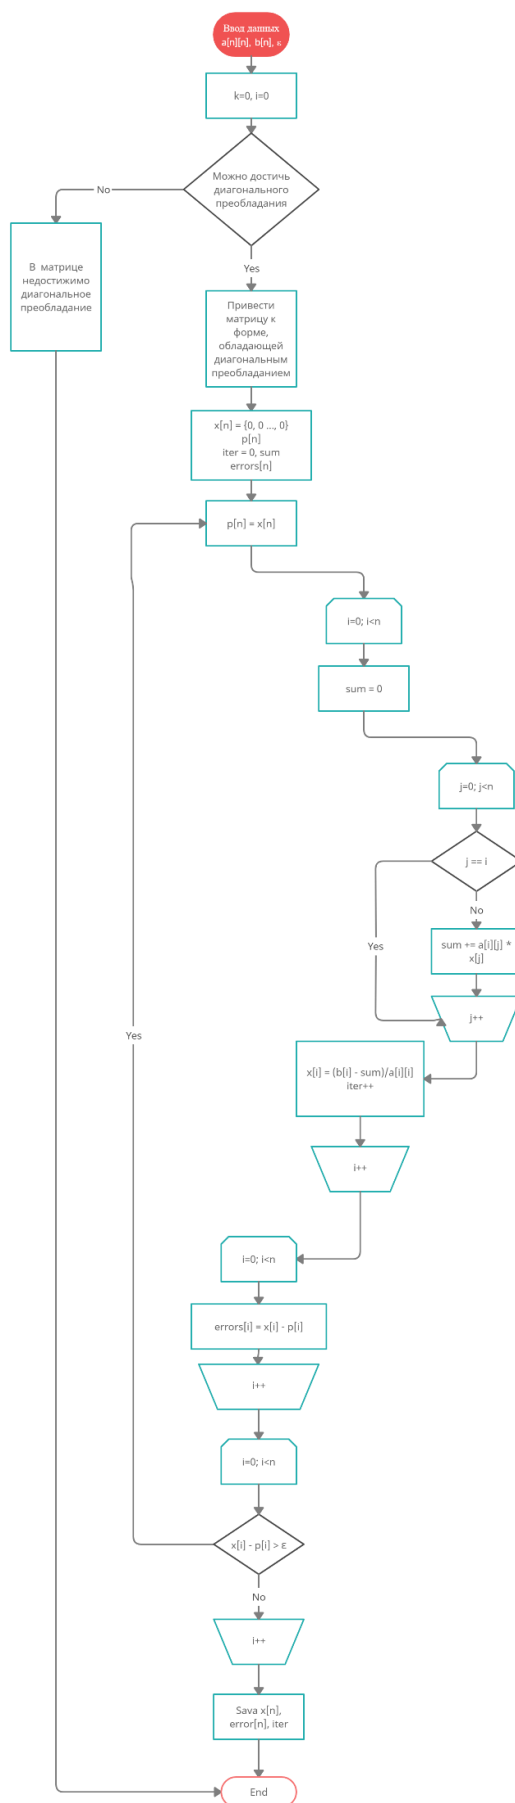 Ввод данных
a[n][n], b[n], ε
k=0, i=0
Можно достичь
диагонального
преобладания
No
В матрице
недостижимо
диагональное
преобладание
Yes
Привести
матрицу к
форме,
обладающей
диагональным
преобладанием
x[n] = {0, 0 ..., 0}
p[n]
iter = 0, sum
errors[n]
p[n] = x[n]
i=0; i<n
sum = 0
j=0; j<n
j == i
No
Yes
sum += a[i][j] *
x[j]
j++
Yes
x[i] = (b[i] - sum)/a[i][i]
iter++
i++
i=0; i<n
errors[i] = x[i] - p[i]
i++
i=0; i<n
x[i] - p[i] > ε
No
i++
Sava x[n],
error[n], iter
End